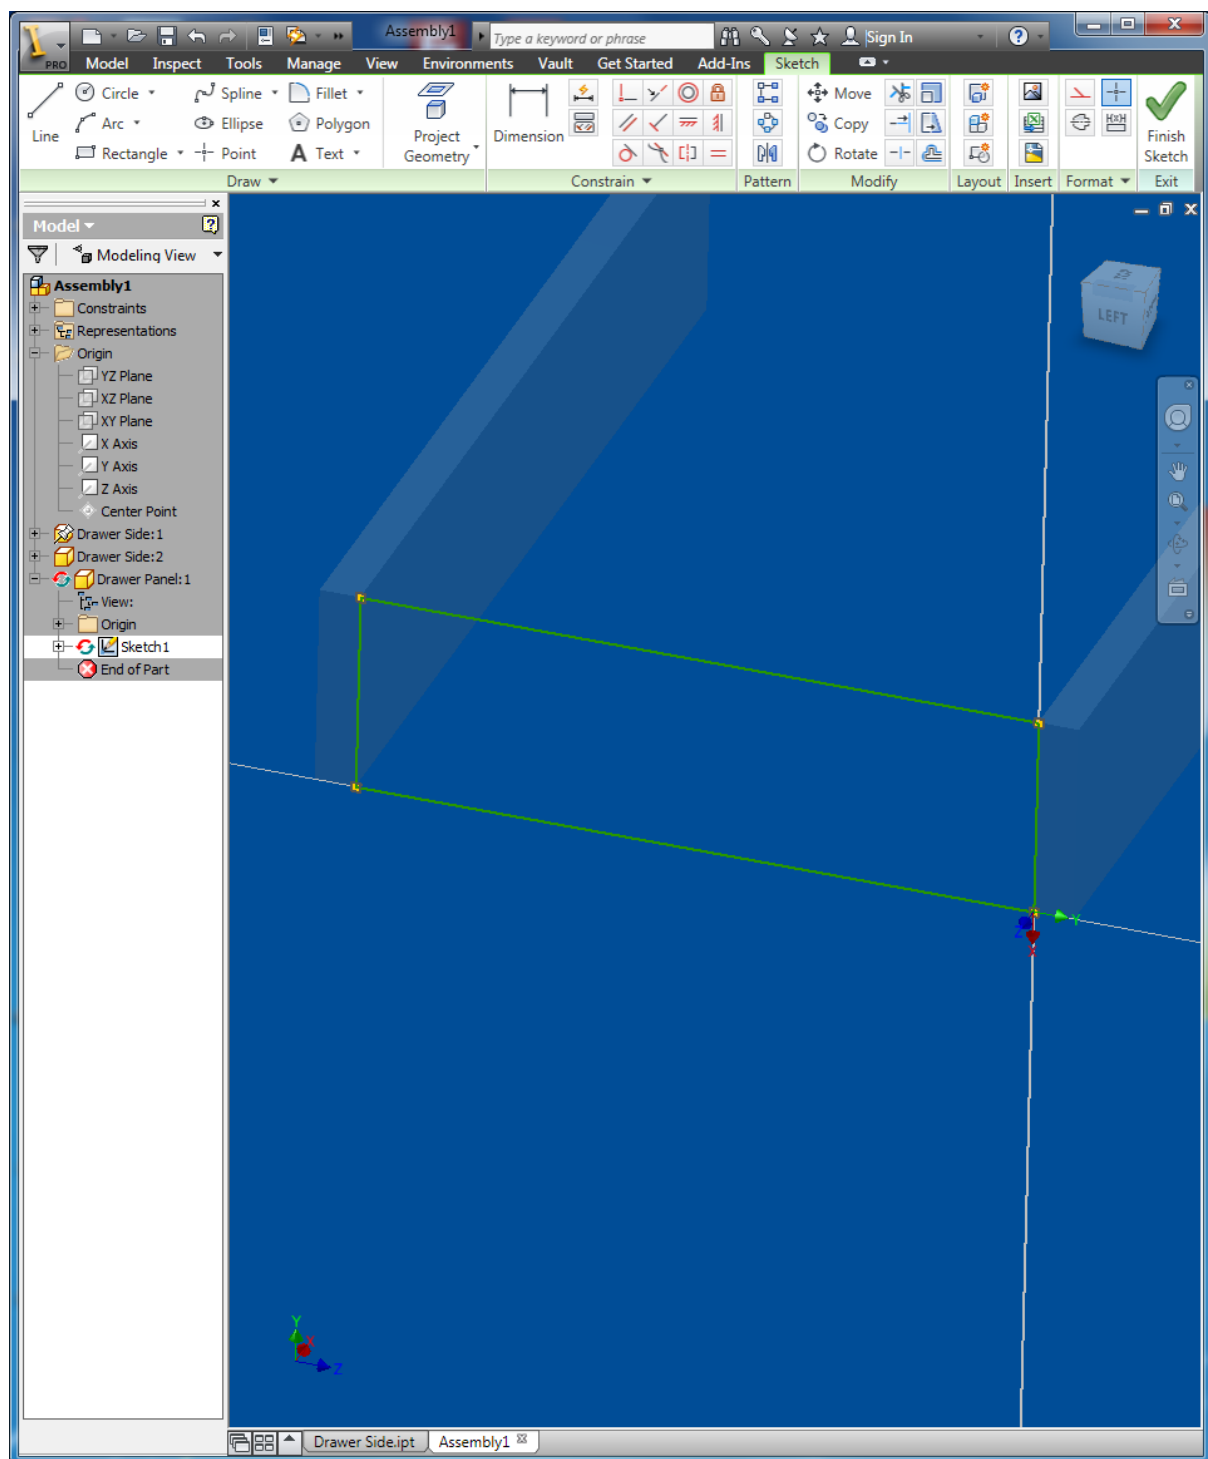 Assembly1
Type a keyword or phrase
Sign In
?
PRO
Model Inspect Tools Manage View Environments Vault Get Started Add-Ins Sketch
Line
Circle
Arc
Rectangle
Spline
Ellipse
Point
Fillet
Polygon
A Text
Project
Geometry
Dimension
Move
Copy
Rotate
Finish
Sketch
Draw
Constrain
Pattern
Modify
Layout
Insert
Format
Exit
Model
?
Modeling View
Assembly1
Constraints
Representations
Origin
YZ Plane
XZ Plane
XY Plane
X Axis
Y Axis
Z Axis
Center Point
Drawer Side:1
Drawer Side:2
Drawer Panel:1
View:
Origin
Sketch1
End of Part
LEFT
Y
Z
X
Y
X
Z
Drawer Side.ipt
Assembly1